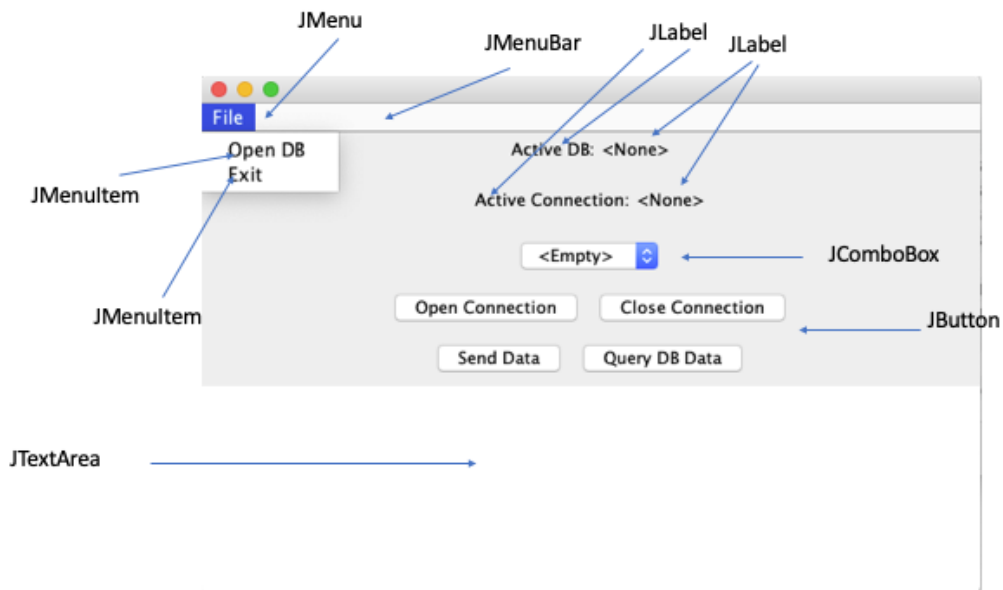 JMenu
JMenuBar
JLabel
JLabel
File
Open DB
Active DB: <None>
Exit
JMenuItem
Active Connection: <None>
<Empty>
JComboBox
Open Connection
Close Connection
JMenuItem
JButton
Send Data
Query DB Data
JTextArea